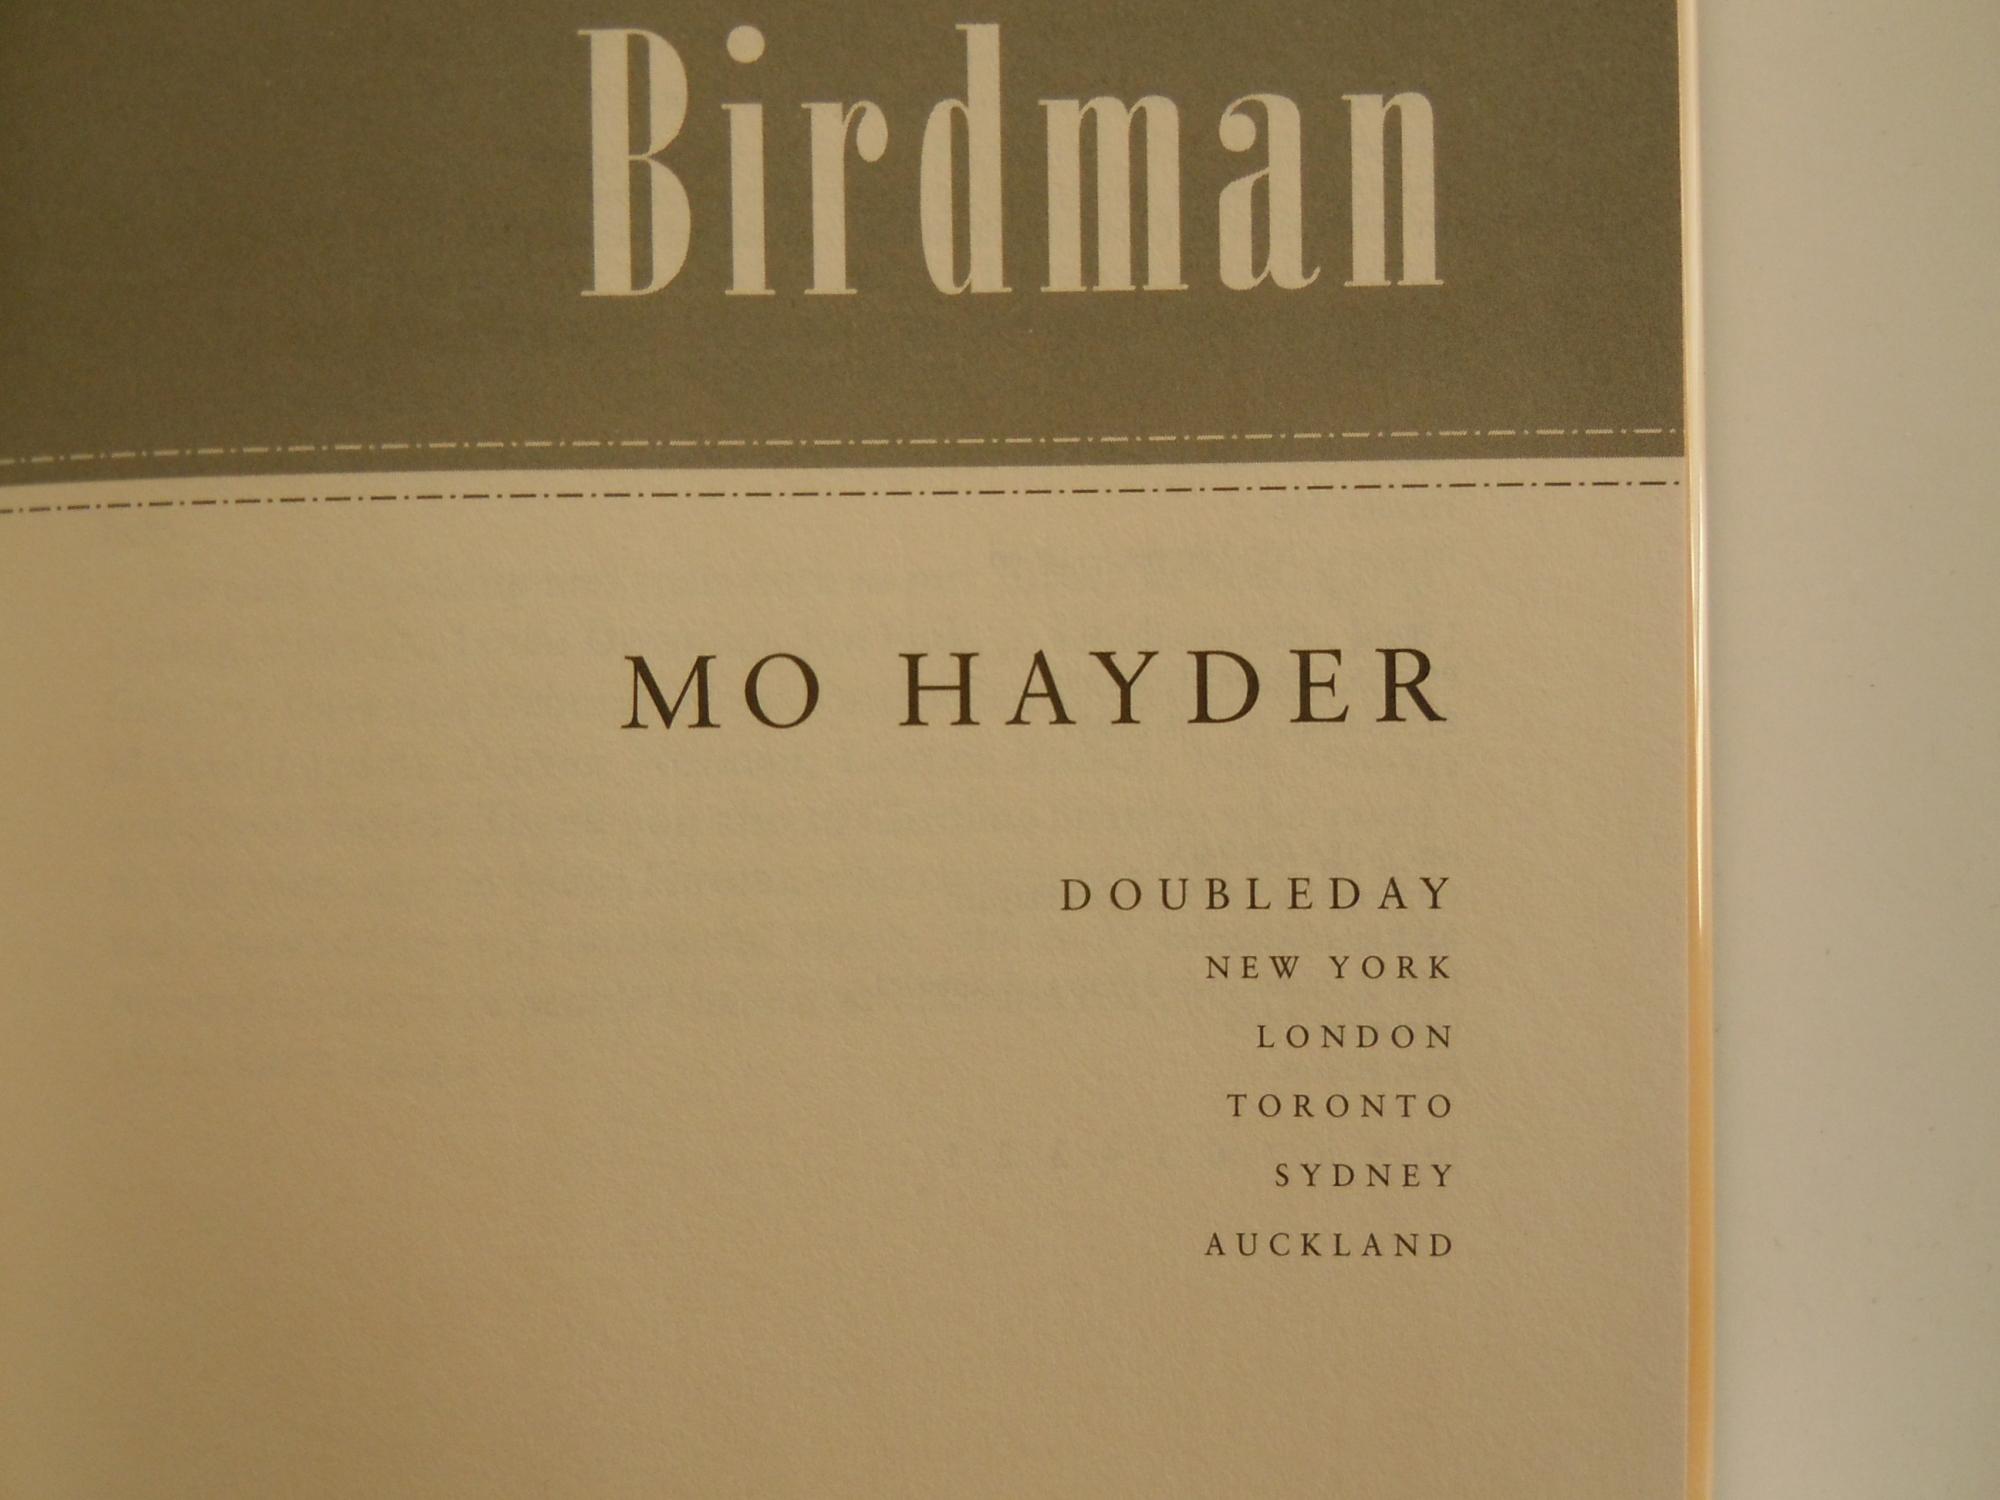 Birdman
MO HAYDER
DOUBLEDAY
NEW YORK
LONDON
TORONTO
SYDNEY
AUCKLAND